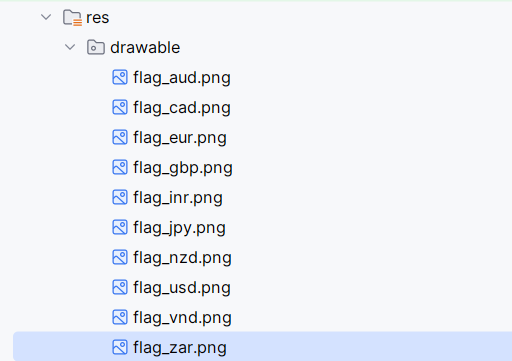 res
drawable
flag_aud.png
flag_cad.png
flag_eur.png
flag_gbp.png
flag_inr.png
flag_jpy.png
flag_nzd.png
flag_usd.png
flag_vnd.png
flag_zar.png